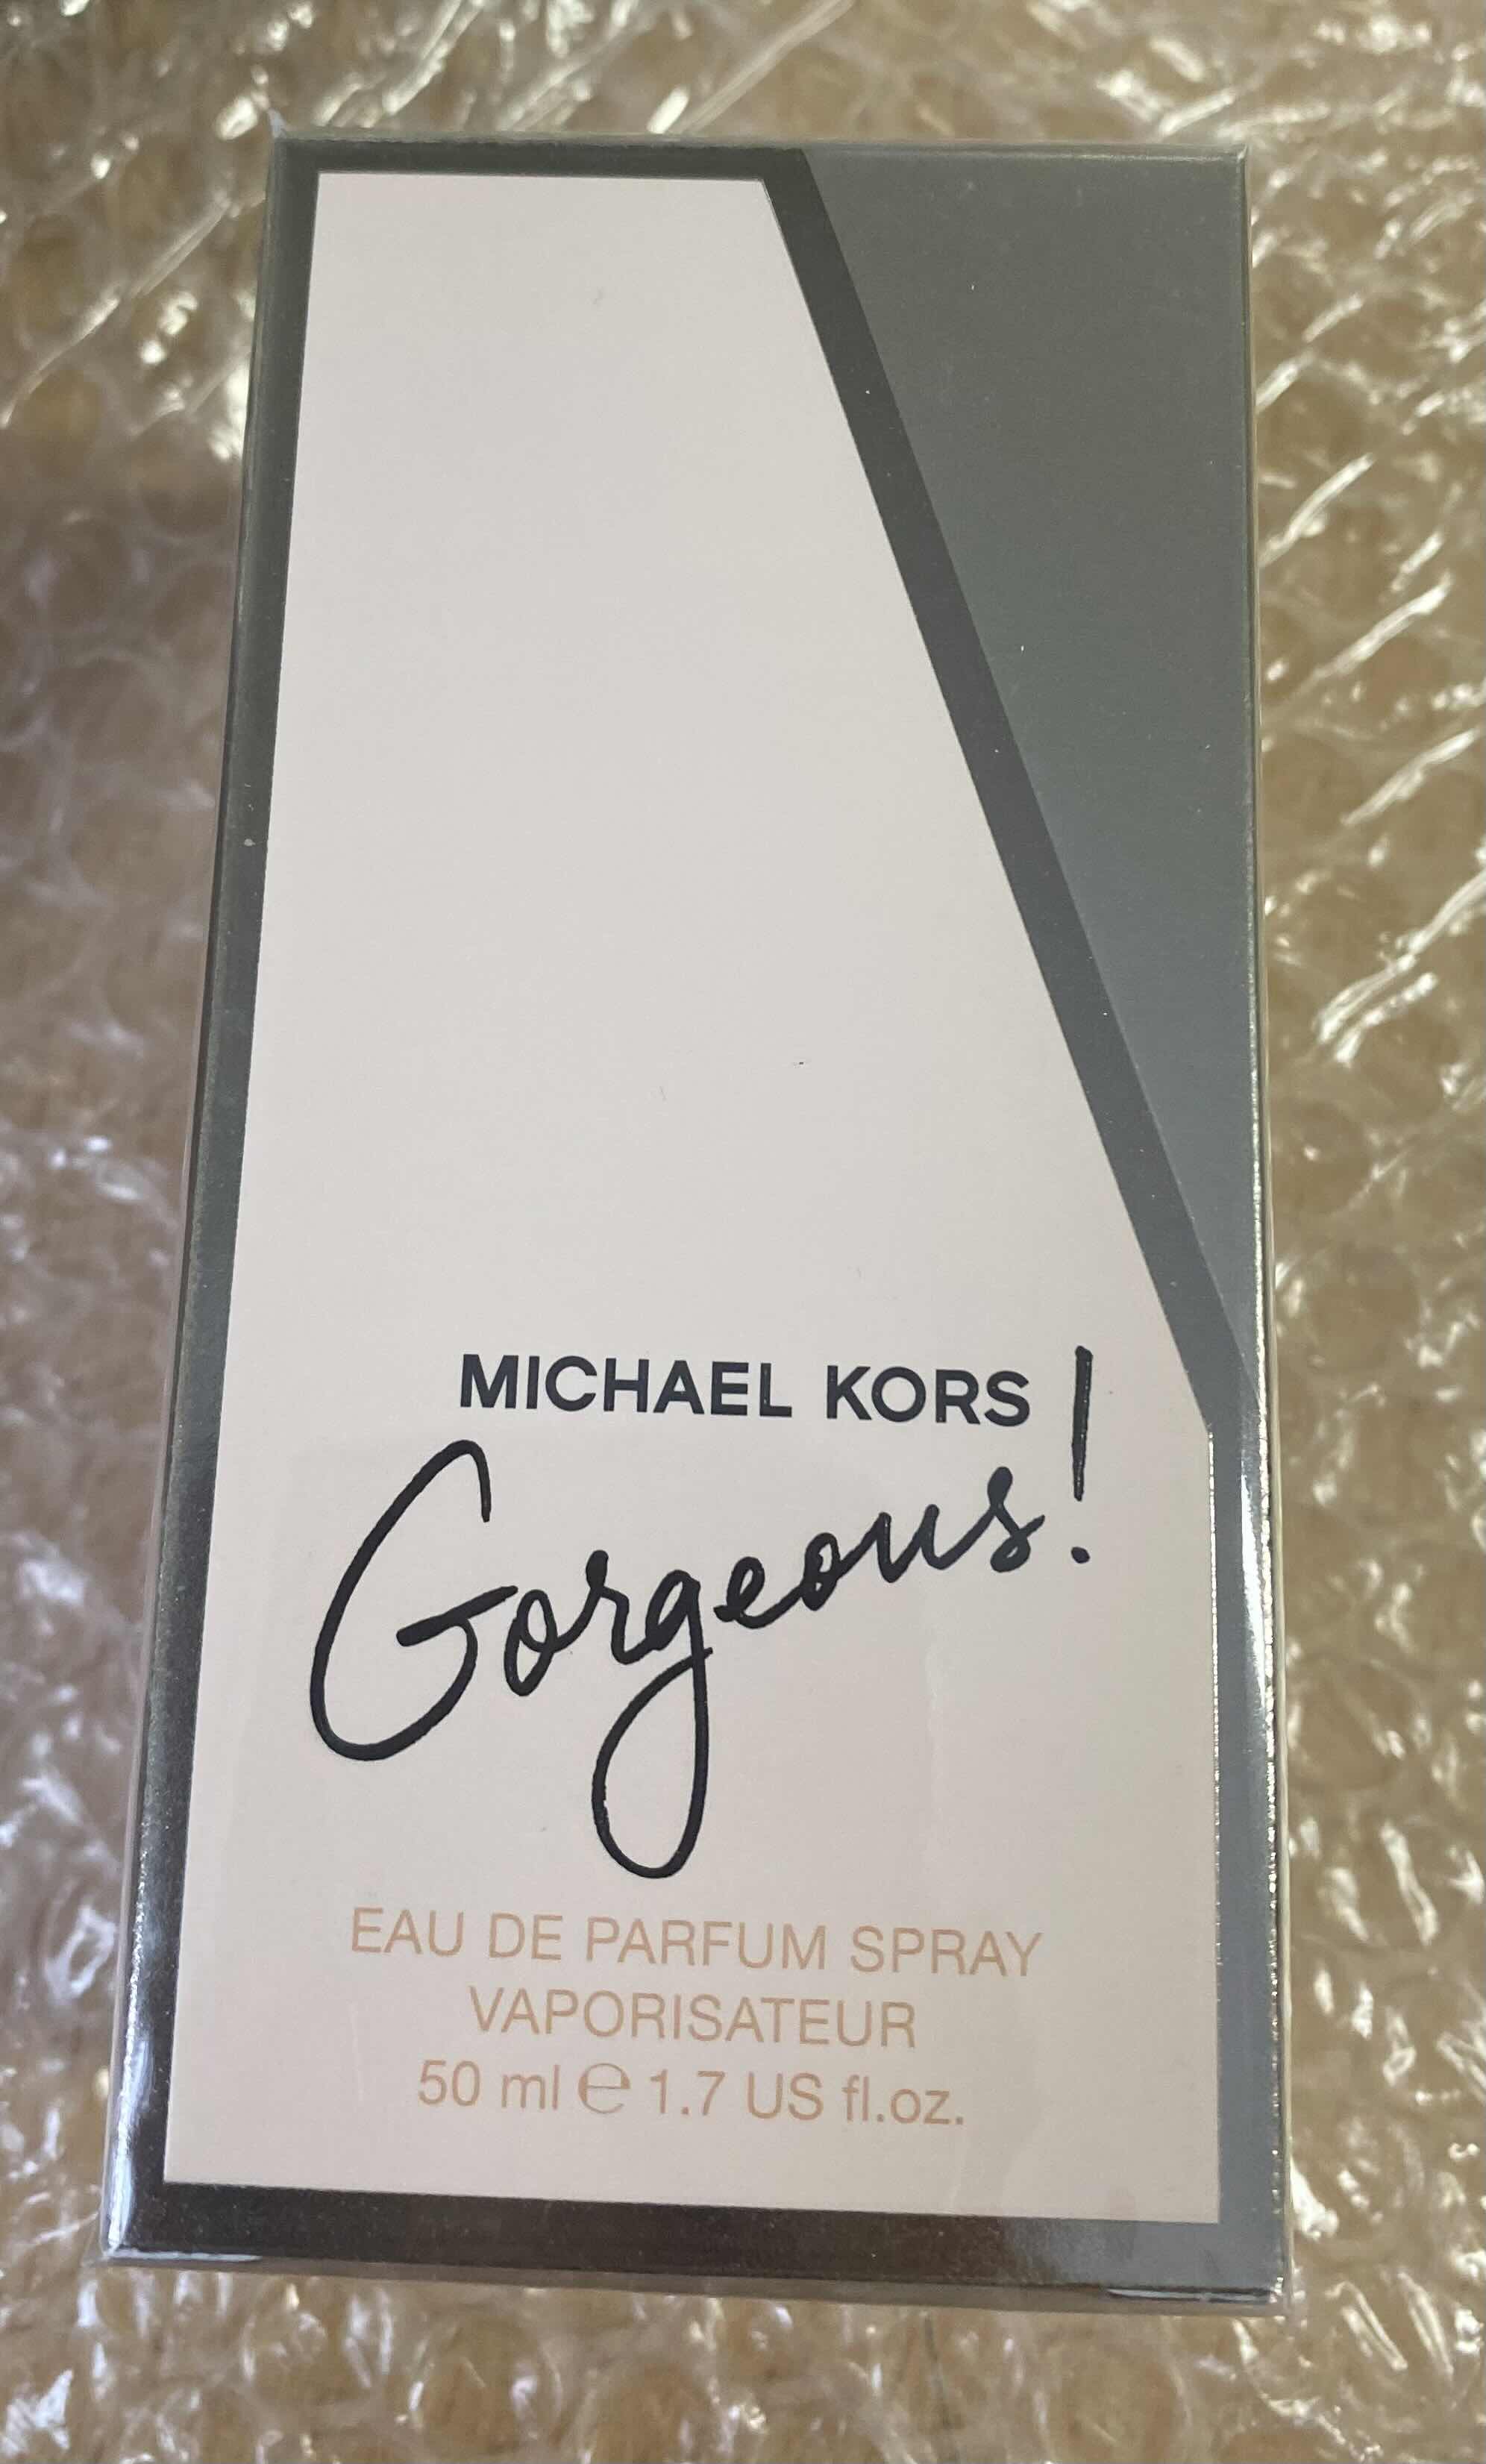 MICHAEL KORS
Gorgeous!
EAU DE PARFUM SPRAY
VAPORISATEUR
50 ml ℮ 1.7 US fl.oz.